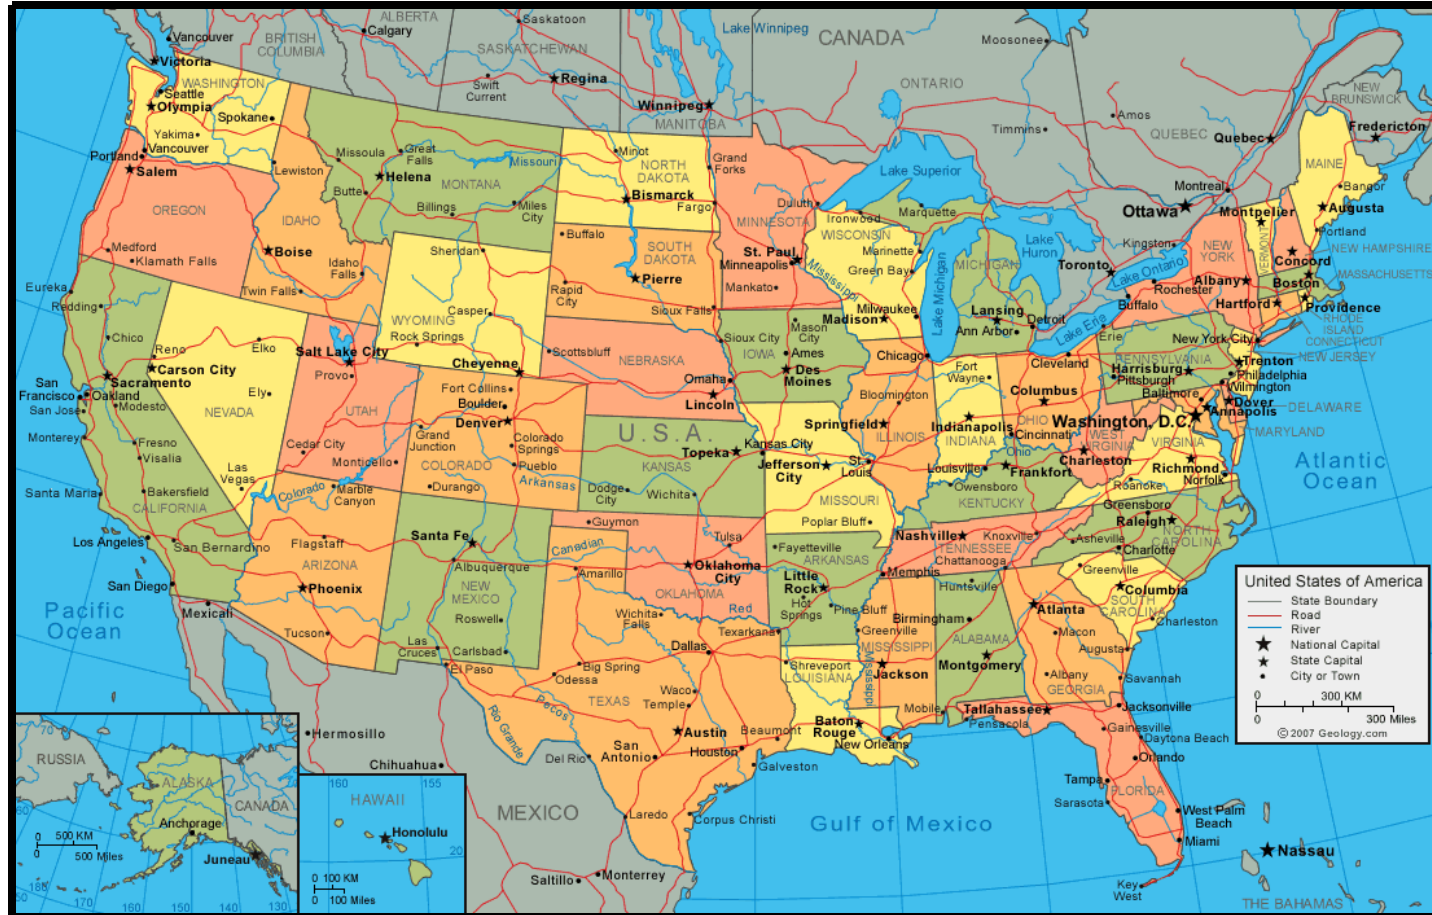 ALBERTA
Saskatoon
Lake Winnipeg
CANADA
Moosonee
Vancouver
BRITISH
COLUMBIA
Calgary
SASKATCHEWAN
Victoria
WASHINGTON
Seattle
Olympia
Spokane
Yakima
Vancouver
Swift
Current
Regina
Winnipeg
MANITOBA
ONTARIO
Timmins
Amos
QUEBEC
Quebec
NEW
BRUNSWICK
Fredericton
Portland
Salem
OREGON
Medford
Klamath Falls
Lewiston
IDAHO
Boise
Idaho
Falls
Twin Falls
Missoula
Great
Falls
Missouri
Helena
Butte
MONTANA
Billings
Miles
City
Minot
NORTH
DAKOTA
Bismarck
Fargo
Grand
Forks
Buffalo
SOUTH
DAKOTA
Pierre
Rapid
City
Sioux Falls
Duluth
MINNESOTA
St. Paul
Minneapolis
Mankato
Mississippi
Lake Superior
Ironwood
Marquette
WISCONSIN
Marinette
Green Bay
Milwaukee
Madison
Lake Michigan
MICHIGAN
Lake
Huron
Lansing
Ann Arbor
Detroit
Montreal
Ottawa
Kingston
Toronto
Lake Ontario
Lake Erie
Rochester
Buffalo
NEW
YORK
Albany
Montpelier
VERMONT
MAINE
Bangor
Augusta
Portland
NEW HAMPSHIRE
Concord
MASSACHUSETTS
Boston
Hartford
Providence
RHODE
ISLAND
CONNECTICUT
NEW JERSEY
Eureka
Redding
Chico
Reno
Carson City
Sacramento
San
Francisco
Oakland
San Jose
Modesto
Monterey
Fresno
Visalia
Santa Maria
Bakersfield
CALIFORNIA
Los Angeles
San Bernardino
San Diego
Elko
Ely
NEVADA
Las
Vegas
Salt Lake City
Provo
UTAH
Cedar City
Monticello
Sheridan
Casper
WYOMING
Rock Springs
Cheyenne
Scottsbluff
NEBRASKA
Omaha
Lincoln
Sioux City
Mason
City
IOWA
Ames
Des
Moines
Fort Collins
Boulder
Denver
Grand
Junction
Colorado
Springs
COLORADO
Pueblo
Durango
Arkansas
U.S.A.
KANSAS
Topeka
Kansas City
Dodge
City
Wichita
Jefferson
City
St.
Louis
MISSOURI
Poplar Bluff
Chicago
Bloomington
Springfield
ILLINOIS
Fort
Wayne
Indianapolis
INDIANA
Cleveland
Columbus
OHIO
Cincinnati
Ohio
Erie
PENNSYLVANIA
Harrisburg
Pittsburgh
New York City
Trenton
Philadelphia
Wilmington
Baltimore
Dover
Annapolis
DELAWARE
MARYLAND
Washington, D.C.
WEST
VIRGINIA
Charleston
VIRGINIA
Richmond
Norfolk
Roanoke
Louisville
Frankfort
Owensboro
KENTUCKY
Atlantic
Ocean
Colorado
Marble
Canyon
Flagstaff
ARIZONA
Phoenix
Tucson
Santa Fe
Albuquerque
NEW
MEXICO
Roswell
Las
Cruces
Carlsbad
El Paso
Guymon
Canadian
Amarillo
Tulsa
Oklahoma
City
OKLAHOMA
Red
Wichita
Falls
Fayetteville
ARKANSAS
Little
Rock
Hot
Springs
Pine Bluff
Texarkana
Nashville
Knoxville
TENNESSEE
Chattanooga
Memphis
Greensboro
Raleigh
NORTH
CAROLINA
Asheville
Charlotte
Greenville
Columbia
SOUTH
CAROLINA
Charleston
Huntsville
Birmingham
ALABAMA
Montgomery
Mobile
Atlanta
Macon
Augusta
Albany
GEORGIA
Savannah
Greenville
MISSISSIPPI
Jackson
Mississippi
Dallas
Big Spring
Odessa
TEXAS
Waco
Temple
Pecos
Rio Grande
Austin
San
Antonio
Del Rio
Houston
Beaumont
Galveston
Laredo
Corpus Christi
Shreveport
LOUISIANA
Baton
Rouge
New Orleans
Tallahassee
Pensacola
Jacksonville
Gainesville
Daytona Beach
Orlando
Tampa
FLORIDA
Sarasota
West Palm
Beach
Miami
Key
West
Nassau
THE BAHAMAS
Pacific
Ocean
Mexicali
Hermosillo
Chihuahua
MEXICO
Saltillo
Monterrey
Gulf of Mexico
United States of America
State Boundary
Road
River
National Capital
State Capital
City or Town
0 300 KM
0 300 Miles
©2007 Geology.com
RUSSIA
70
ALASKA
CANADA
Anchorage
Juneau
0 500 KM
0 500 Miles
60
180
50
170
160
150
140
130
160
155
HAWAII
Honolulu
20
0 100 KM
0 100 Miles